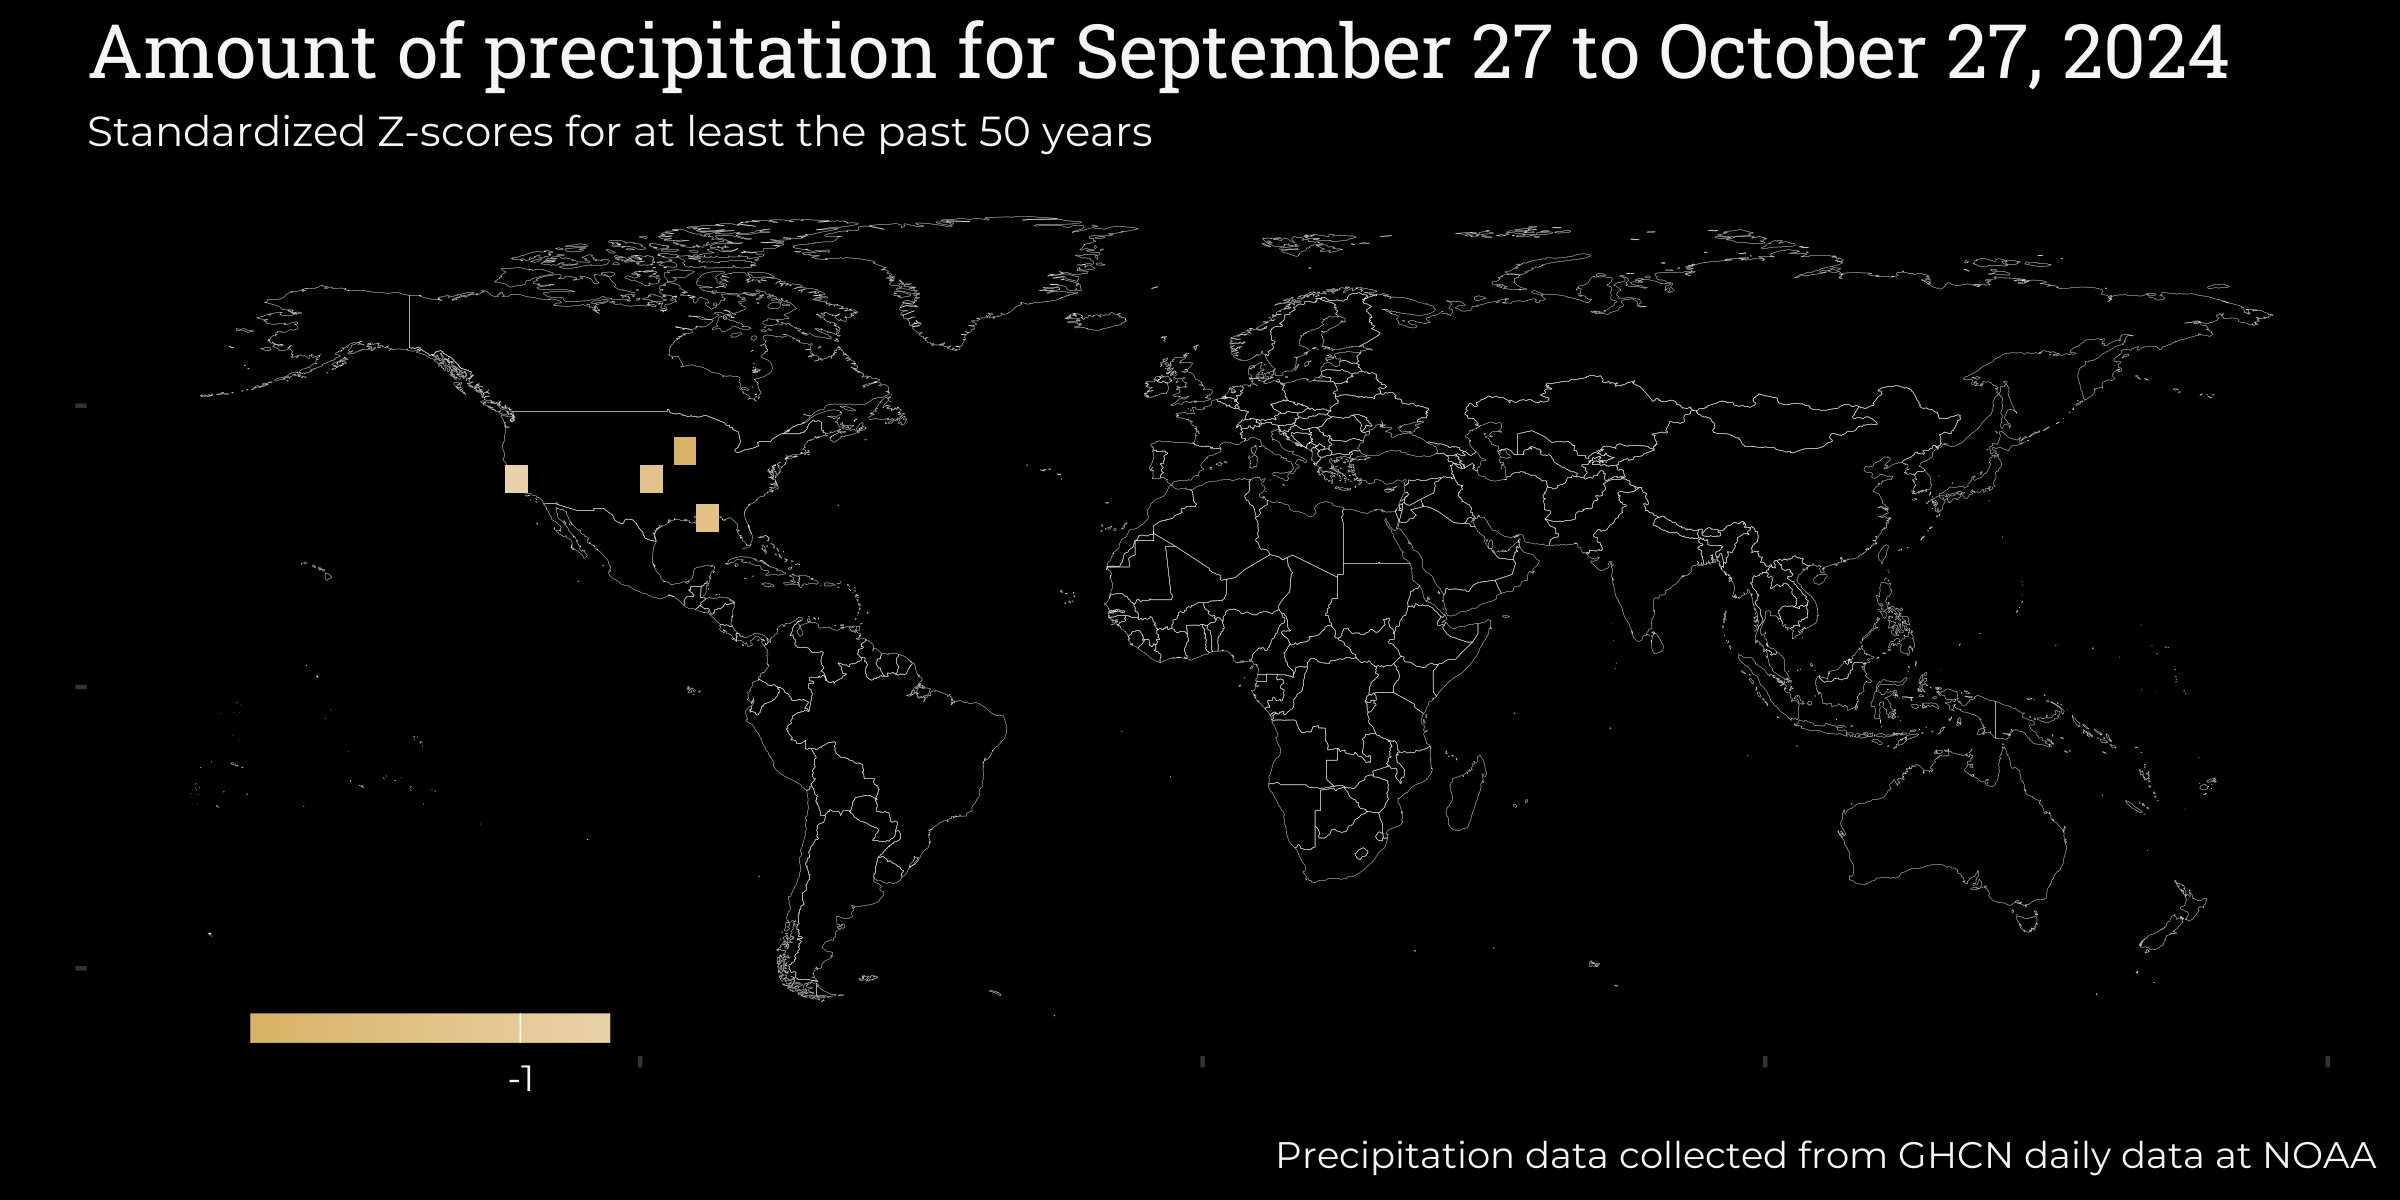 Amount of precipitation for September 27 to October 27, 2024
Standardized Z-scores for at least the past 50 years
-1
Precipitation data collected from GHCN daily data at NOAA